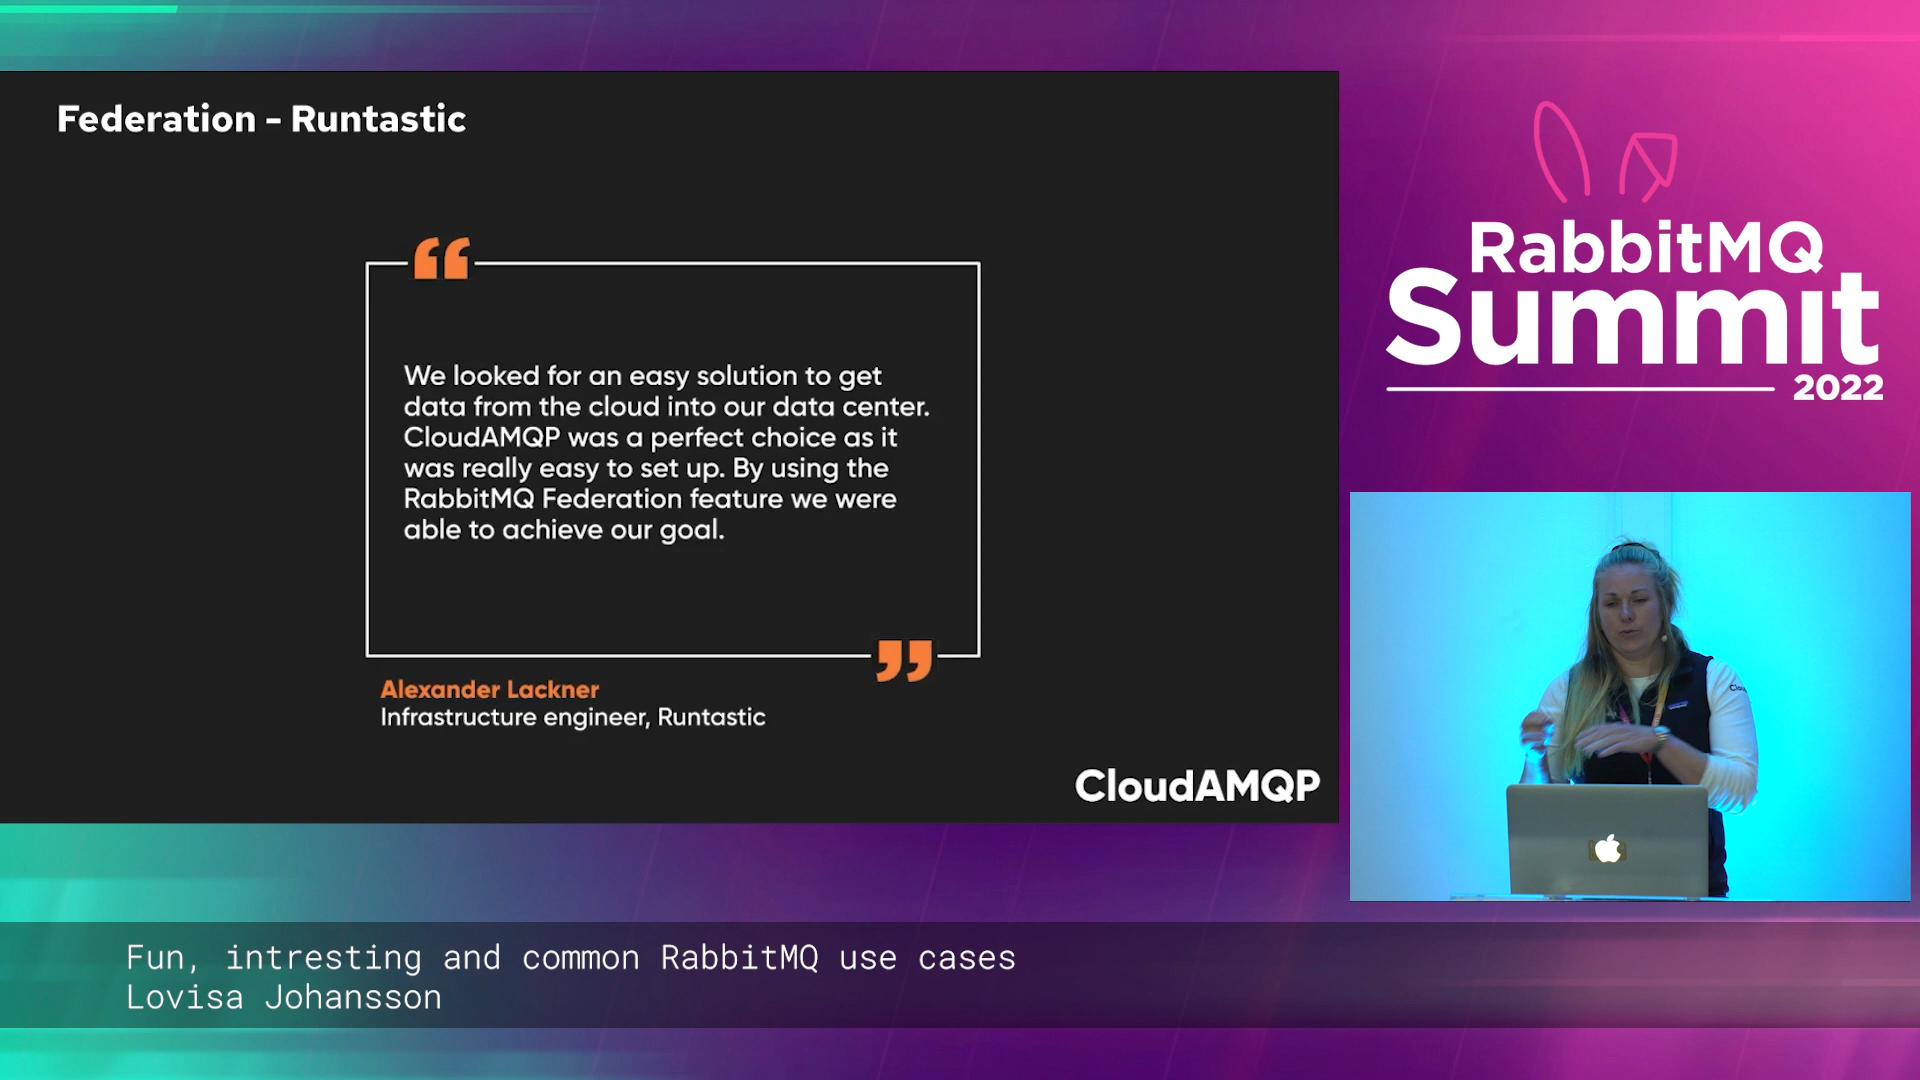 Federation - Runtastic
“
We looked for an easy solution to get
data from the cloud into our data center.
CloudAMQP was a perfect choice as it
was really easy to set up. By using the
RabbitMQ Federation feature we were
able to achieve our goal.
”
Alexander Lackner
Infrastructure engineer, Runtastic
CloudAMQP
RabbitMQ
Summit
2022
Fun, intresting and common RabbitMQ use cases
Lovisa Johansson